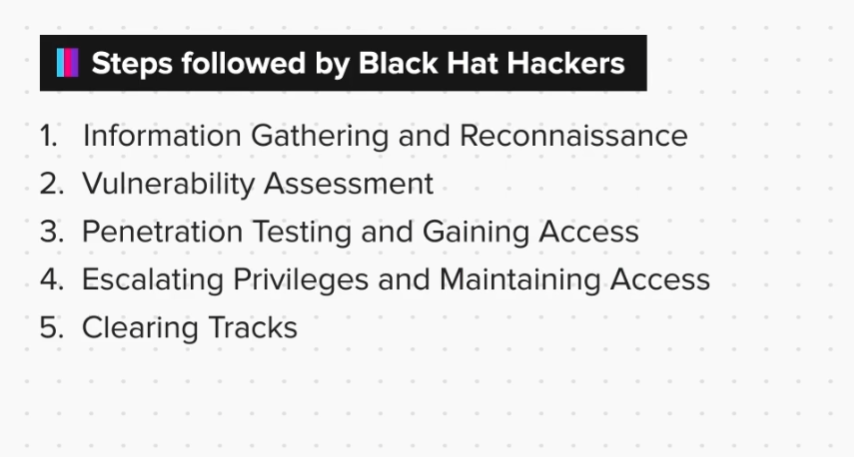 Steps followed by Black Hat Hackers
1. Information Gathering and Reconnaissance
2. Vulnerability Assessment
3. Penetration Testing and Gaining Access
4. Escalating Privileges and Maintaining Access
5. Clearing Tracks